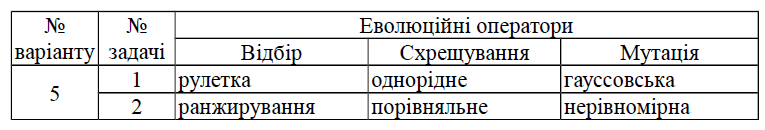 № варіанту № задачі Еволюційні оператори
Відбір Схрещування Мутація
5 1 рулетка однорідне гауссовська
2 ранжирування порівняльне нерівномірна